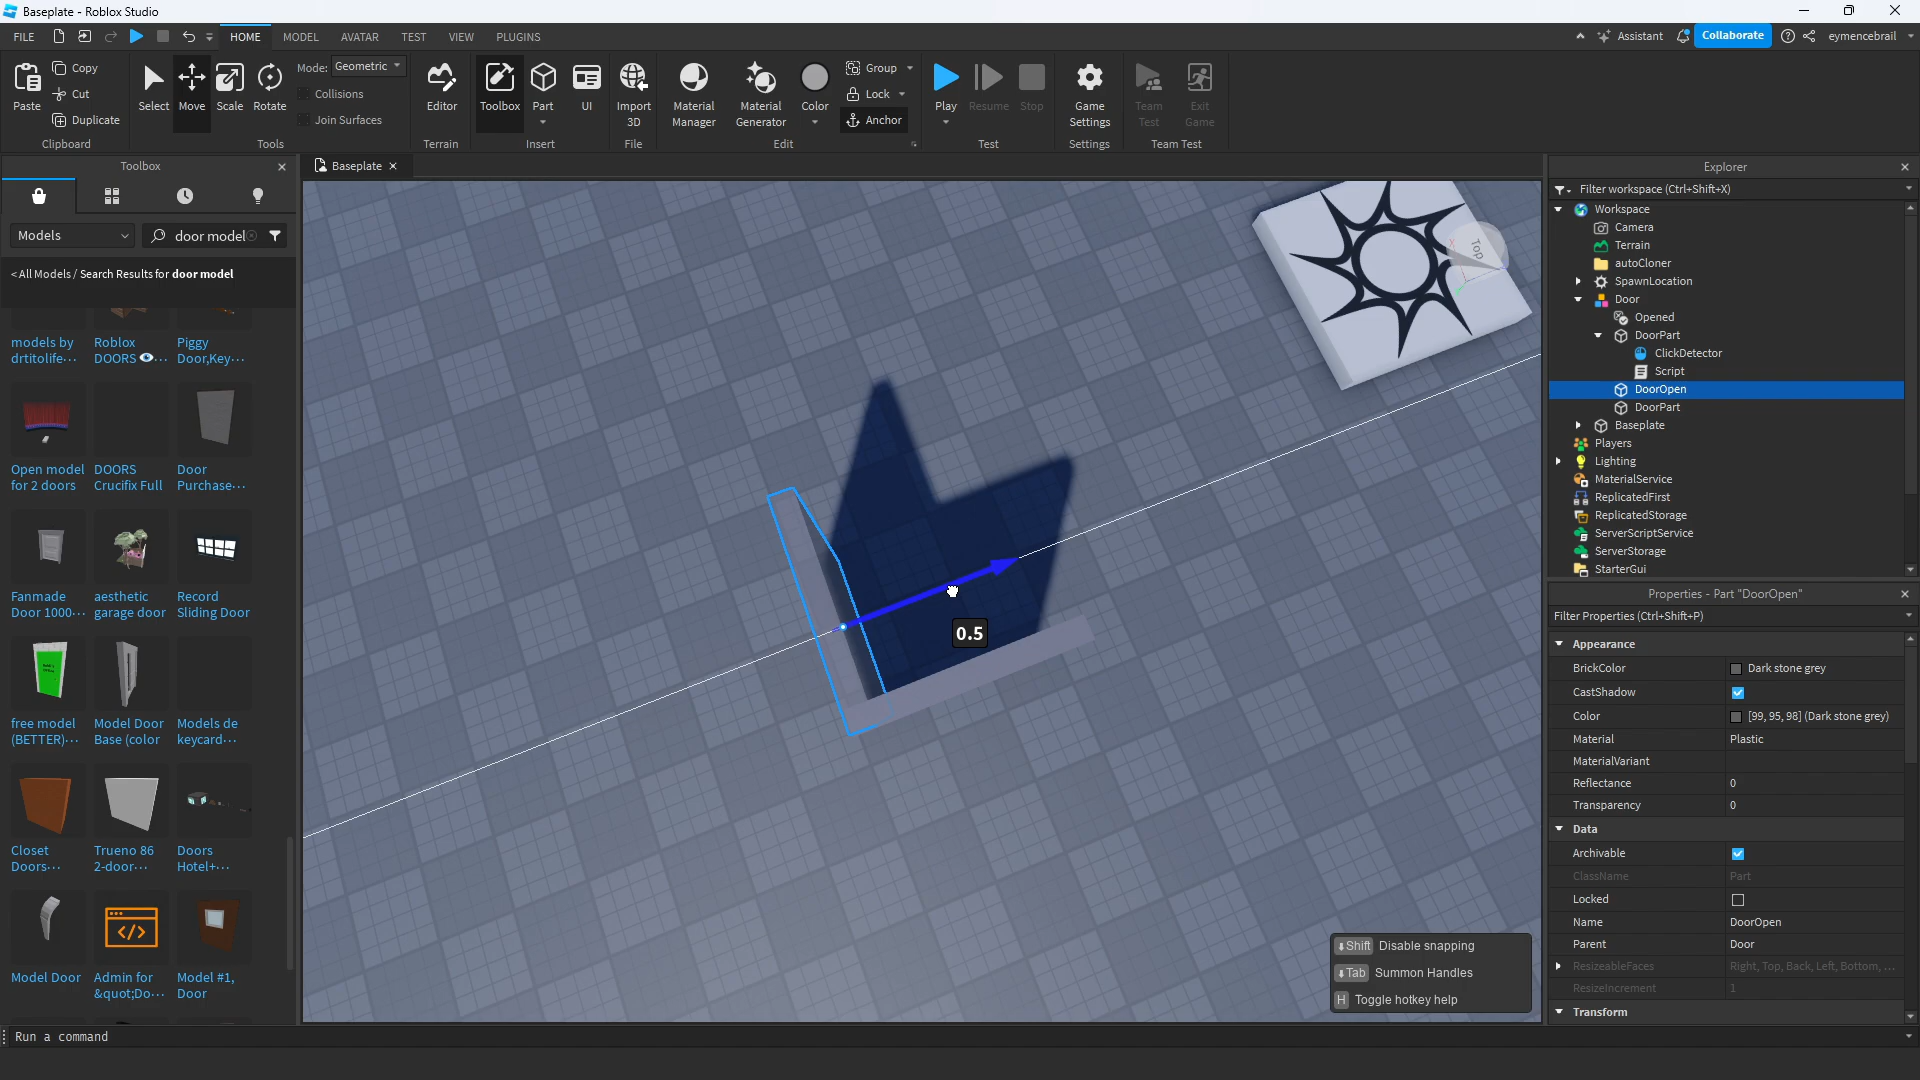 Baseplate - Roblox Studio
FILE
HOME
MODEL
AVATAR
TEST
VIEW
PLUGINS
Assistant
Collaborate
eymencebrail
Paste
Copy
Cut
Duplicate
Clipboard
Select
Move
Scale
Rotate
Mode: Geometric
Collisions
Join Surfaces
Tools
Editor
Terrain
Toolbox
Part
UI
Insert
Import
3D
File
Material
Manager
Material
Generator
Color
Group
Lock
Anchor
Edit
Play
Resume
Stop
Test
Game
Settings
Settings
Team
Test
Exit
Game
Team Test
Toolbox
Models
door model
< All Models / Search Results for door model
models by
drtitolife···
Roblox
DOORS ···
Piggy
Door,Key···
Open model
for 2 doors
DOORS
Crucifix Full
Door
Purchase···
Fanmade
Door 1000···
aesthetic
garage door
Record
Sliding Door
free model
(BETTER)···
Model Door
Base (color
Models de
keycard···
Closet
Doors···
Trueno 86
2-door···
Doors
Hotel+···
Model Door
Admin for
&quot;Do···
Model #1,
Door
Baseplate
Top
0.5
Shift Disable snapping
Tab Summon Handles
H Toggle hotkey help
Explorer
Filter workspace (Ctrl+Shift+X)
Workspace
Camera
Terrain
autoCloner
SpawnLocation
Door
Opened
DoorPart
ClickDetector
Script
DoorOpen
DoorPart
Baseplate
Players
Lighting
MaterialService
ReplicatedFirst
ReplicatedStorage
ServerScriptService
ServerStorage
StarterGui
Properties - Part "DoorOpen"
Filter Properties (Ctrl+Shift+P)
Appearance
BrickColor Dark stone grey
CastShadow
Color [99, 95, 98] (Dark stone grey)
Material Plastic
MaterialVariant
Reflectance 0
Transparency 0
Data
Archivable
ClassName Part
Locked
Name DoorOpen
Parent Door
ResizeableFaces Right, Top, Back, Left, Bottom, ...
ResizeIncrement 1
Transform
Run a command